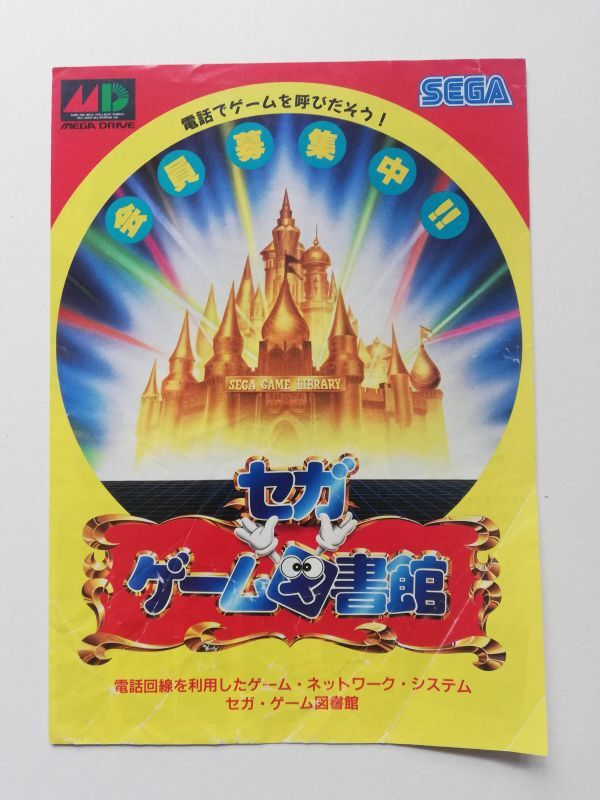 MD
MEGA DRIVE
SEGA
電話でゲームを呼びだそう！
会員募集中!!
SEGA GAME LIBRARY
セガ
ゲーム図書館
電話回線を利用したゲーム・ネットワーク・システム
セガ・ゲーム図書館